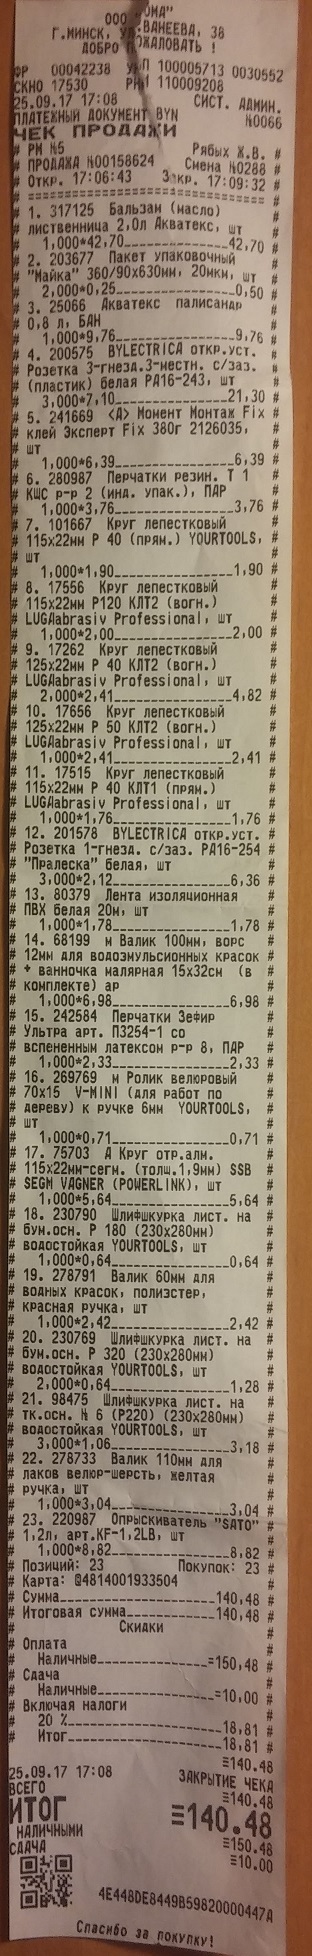 ООО "ОМА"
Г.МИНСК, УЛ.ВАНЕЕВА, 38
ДОБРО ПОЖАЛОВАТЬ !
ФР 00042238 УНП 100005713 0030552
СКНО 17530 РНН 110009208
25.09.17 17:08 СИСТ. АДМИН.
ПЛАТЕЖНЫЙ ДОКУМЕНТ BYN №0066
ЧЕК ПРОДАЖИ
# РМ №5 Рябых Ж.В. #
# ПРОДАЖА №00158624 Смена №0288 #
# Откр. 17:06:43 Закр. 17:09:32 #
# 1. 317125 Бальзам (масло) #
# лиственница 2.0л Акватекс, шт #
# 1,000*42,70 42,70 #
# 2. 203677 Пакет упаковочный #
# "Майка" 360/90х630мм, 20мки, шт #
# 2,000*0,25 0,50 #
# 3. 25066 Акватекс палисандр #
# 0.8 л, БАН #
# 1,000*9,76 9,76 #
# 4. 200575 BYLECTRICA откр.уст. #
# Розетка 3-гнезд.3-местн. с/заз. #
# (пластик) белая РА16-243, шт #
# 3,000*7,10 21,30 #
# 5. 241669 <4> Момент Монтаж Fix #
# клей Эксперт Fix 380г 2126035, #
# шт #
# 1,000*6,39 6,39 #
# 6. 280987 Перчатки резин. Т 1 #
# КЩС р-р 2 (инд. упак.), ПАР #
# 1,000*3,76 3,76 #
# 7. 101667 Круг лепестковый #
# 115х22мм Р 40 (прям.) YOURTOOLS, #
# шт #
# 1,000*1,90 1,90 #
# 8. 17556 Круг лепестковый #
# 115х22мм Р120 КЛТ2 (вогн.) #
# LUGAabrasiv Professional, шт #
# 1,000*2,00 2,00 #
# 9. 17262 Круг лепестковый #
# 125х22мм Р 40 КЛТ2 (вогн.) #
# LUGAabrasiv Professional, шт #
# 2,000*2,41 4,82 #
# 10. 17666 Круг лепестковый #
# 125х22мм Р 50 КЛТ2 (вогн.) #
# LUGAabrasiv Professional, шт #
# 1,000*2,41 2,41 #
# 11. 17515 Круг лепестковый #
# 115х22мм Р 40 КЛТ1 (прям.) #
# LUGAabrasiv Professional, шт #
# 1,000*1,76 1,76 #
# 12. 201578 BYLECTRICA откр.уст. #
# Розетка 1-гнезд. с/заз. РА16-254 #
# "Пралеска" белая, шт #
# 3,000*2,12 6,36 #
# 13. 80379 Лента изоляционная #
# ПВХ белая 20м, шт #
# 1,000*1,78 1,78 #
# 14. 68199 м Валик 100мм, ворс #
# 12мм для водоэмульсионных красок #
# + ванночка малярная 15х32см (в #
# комплекте) ар #
# 1,000*6,98 6,98 #
# 15. 242584 Перчатки Зефир #
# Ультра арт. ПЗ254-1 со #
# вспененным латексом р-р 8, ПАР #
# 1,000*2,33 2,33 #
# 16. 269769 м Ролик велюровый #
# 70х15 V-MINI (для работ по #
# дереву) к ручке 6мм YOURTOOLS, #
# шт #
# 1,000*0,71 0,71 #
# 17. 75703 А Круг отр.алм. #
# 115х22мм-сегм. (толщ.1,9мм) SSB #
# SEGM VAGNER (POWERLINK), шт #
# 1,000*5,64 5,64 #
# 18. 230790 Шлифшкурка лист. на #
# бум.осн. Р 180 (230х280мм) #
# водостойкая YOURTOOLS, шт #
# 1,000*0,64 0,64 #
# 19. 278791 Валик 60мм для #
# водных красок, полиэстер, #
# красная ручка, шт #
# 1,000*2,42 2,42 #
# 20. 230769 Шлифшкурка лист. на #
# бум.осн. Р 320 (230х280мм) #
# водостойкая YOURTOOLS, шт #
# 2,000*0,64 1,28 #
# 21. 98475 Шлифшкурка лист. на #
# тк.осн. № 6 (Р220) (230х280мм) #
# водостойкая YOURTOOLS, шт #
# 3,000*1,06 3,18 #
# 22. 278733 Валик 110мм для #
# лаков велюр-шерсть, желтая #
# ручка, шт #
# 1,000*3,04 3,04 #
# 23. 220987 Опрыскиватель "SATO" #
# 1.2л, арт.KF-1.2LB, шт #
# 1,000*8,82 8,82 #
# Позиций: 23 Покупок: 23 #
# Карта: @4814001933504 #
# Сумма 140,48 #
# Итоговая сумма 140,48 #
# Скидки #
# Оплата #
# Наличные =150,48 #
# Сдача #
# Наличные =10,00 #
# Включая налоги #
# 20 % 18,81 #
# Итог 18,81 #
25.09.17 17:08 ЗАКРЫТИЕ ЧЕКА
ВСЕГО ≡140.48
ИТОГ ≡140.48
НАЛИЧНЫМИ ≡150.48
СДАЧА ≡10.00
4E448DE8449B59820000447A
Спасибо за покупку!